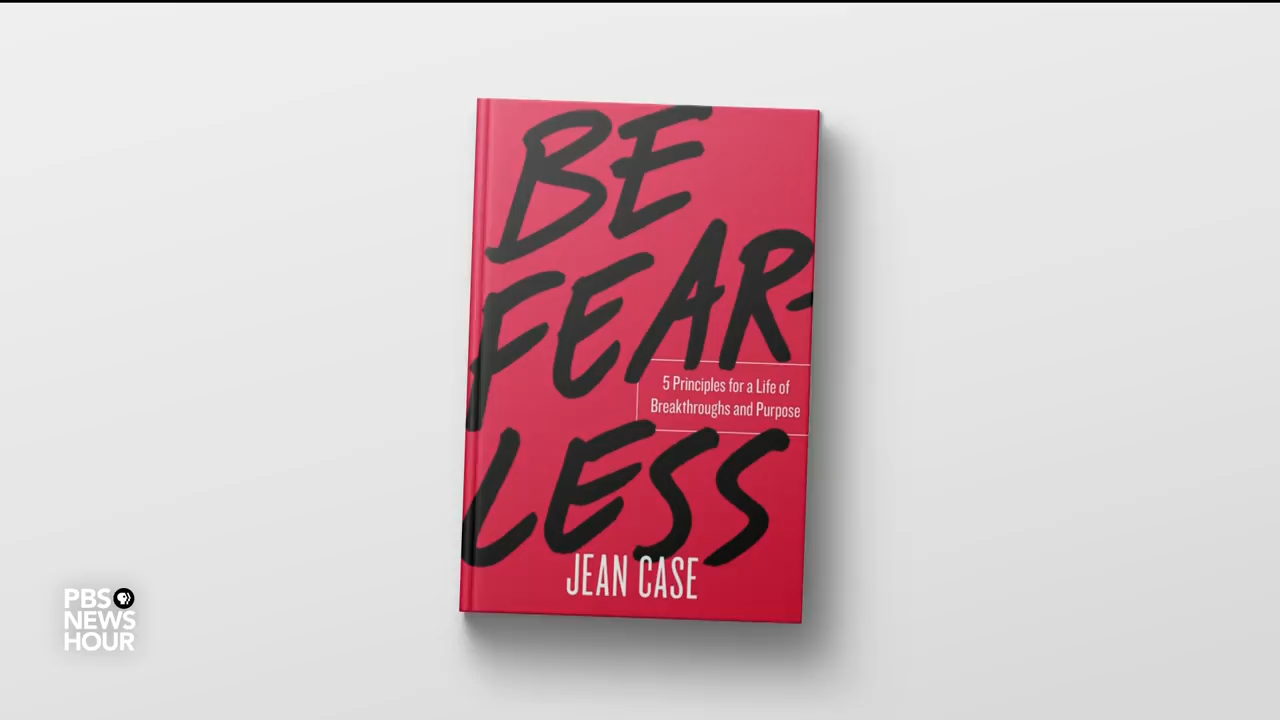 BE
FEAR-
LESS
5 Principles for a Life of
Breakthroughs and Purpose
JEAN CASE
PBS
NEWS
HOUR